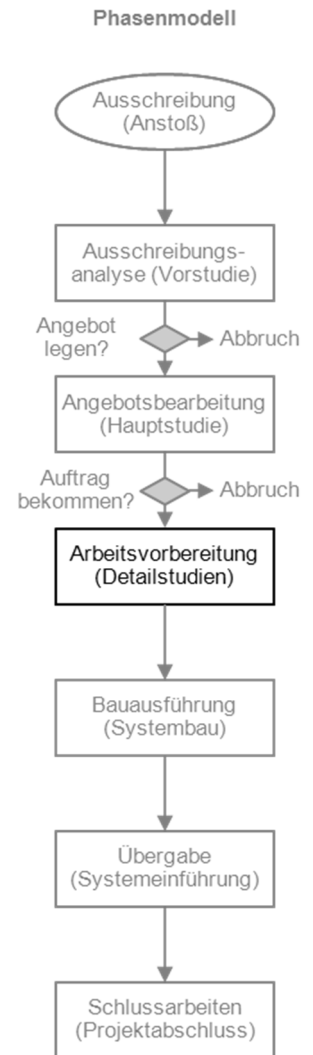 Phasenmodell
Ausschreibung
(Anstoß)
Ausschreibungs-
analyse (Vorstudie)
Angebot
legen?
Abbruch
Angebotsbearbeitung
(Hauptstudie)
Auftrag
bekommen?
Abbruch
Arbeitsvorbereitung
(Detailstudien)
Bauausführung
(Systembau)
Übergabe
(Systemeinführung)
Schlussarbeiten
(Projektabschluss)